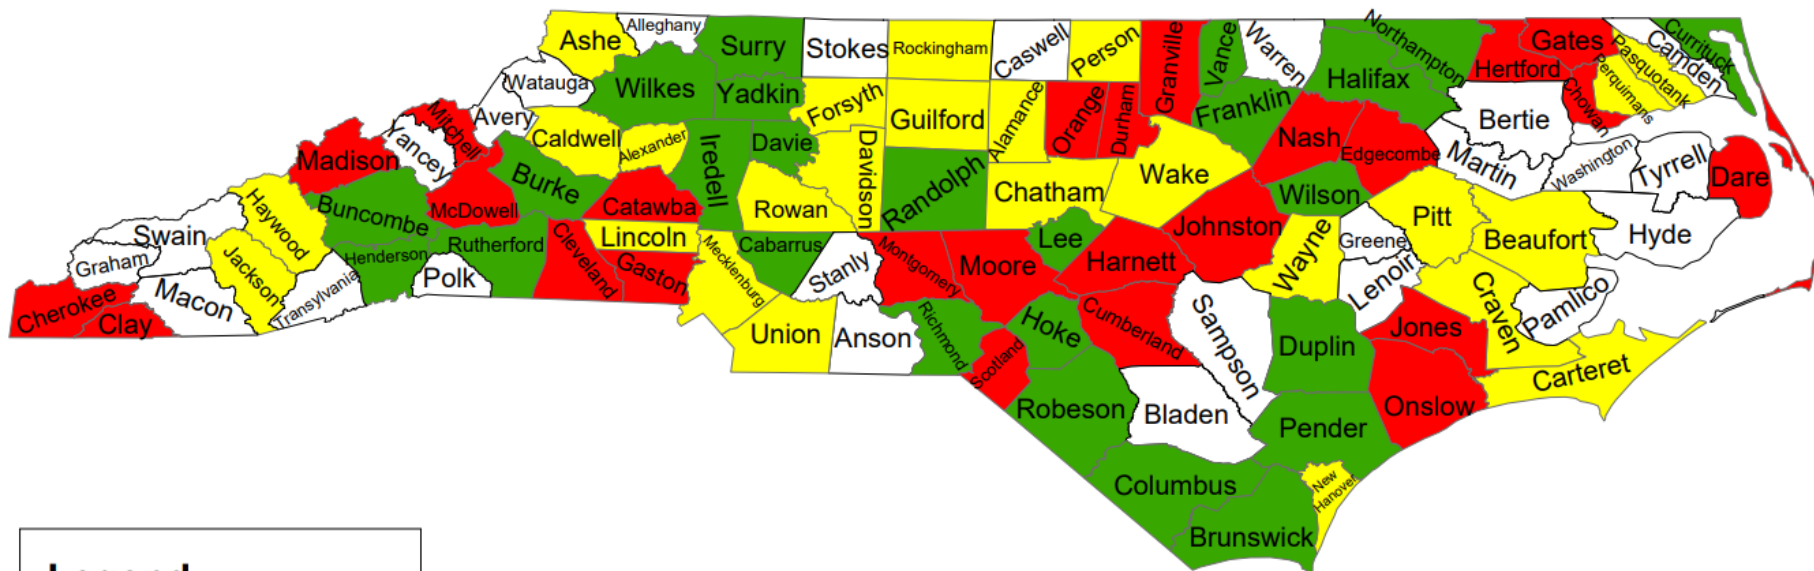 Alleghany
Ashe
Surry
Stokes
Rockingham
Caswell
Person
Granville
Vance
Warren
Northampton
Gates
Hertford
Pasquotank
Camden
Currituck
Perquimans
Chowan
Halifax
Watauga
Wilkes
Yadkin
Forsyth
Guilford
Alamance
Orange
Durham
Franklin
Bertie
Mitchell
Avery
Caldwell
Alexander
Iredell
Davie
Davidson
Nash
Edgecombe
Martin
Washington
Tyrrell
Dare
Madison
Yancey
Burke
Randolph
Chatham
Wake
Wilson
Haywood
Buncombe
McDowell
Catawba
Rowan
Pitt
Beaufort
Hyde
Swain
Graham
Jackson
Henderson
Rutherford
Cleveland
Lincoln
Mecklenburg
Cabarrus
Stanly
Montgomery
Moore
Lee
Harnett
Johnston
Wayne
Greene
Cherokee
Clay
Macon
Transylvania
Polk
Gaston
Lenoir
Craven
Pamlico
Union
Anson
Richmond
Scotland
Hoke
Cumberland
Sampson
Duplin
Jones
Carteret
Robeson
Bladen
Onslow
Pender
Columbus
New
Hanover
Brunswick